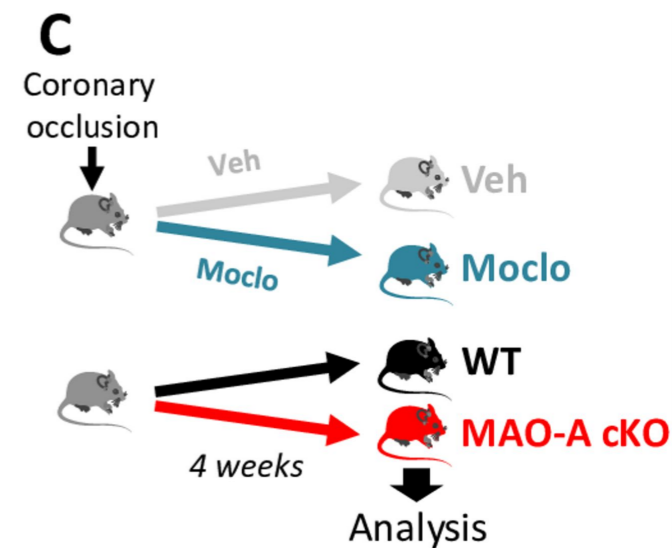 C
Coronary
occlusion
Veh
Veh
Moclo
Moclo
WT
MAO-A cKO
4 weeks
Analysis